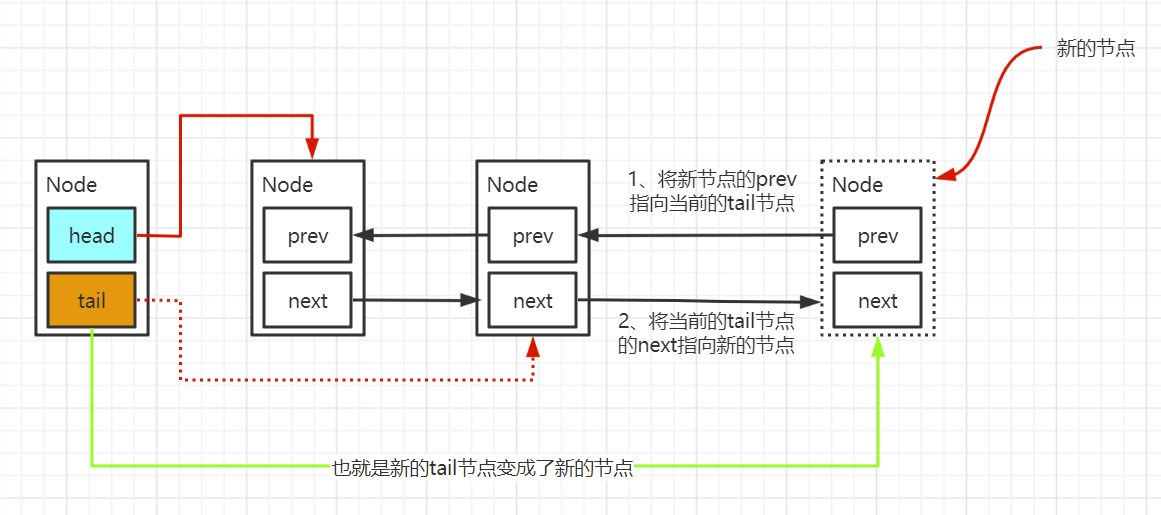 新的节点
Node
head
tail
Node
prev
next
Node
prev
next
1、将新节点的prev
指向当前的tail节点
2、将当前的tail节点
的next指向新的节点
Node
prev
next
也就是新的tail节点变成了新的节点